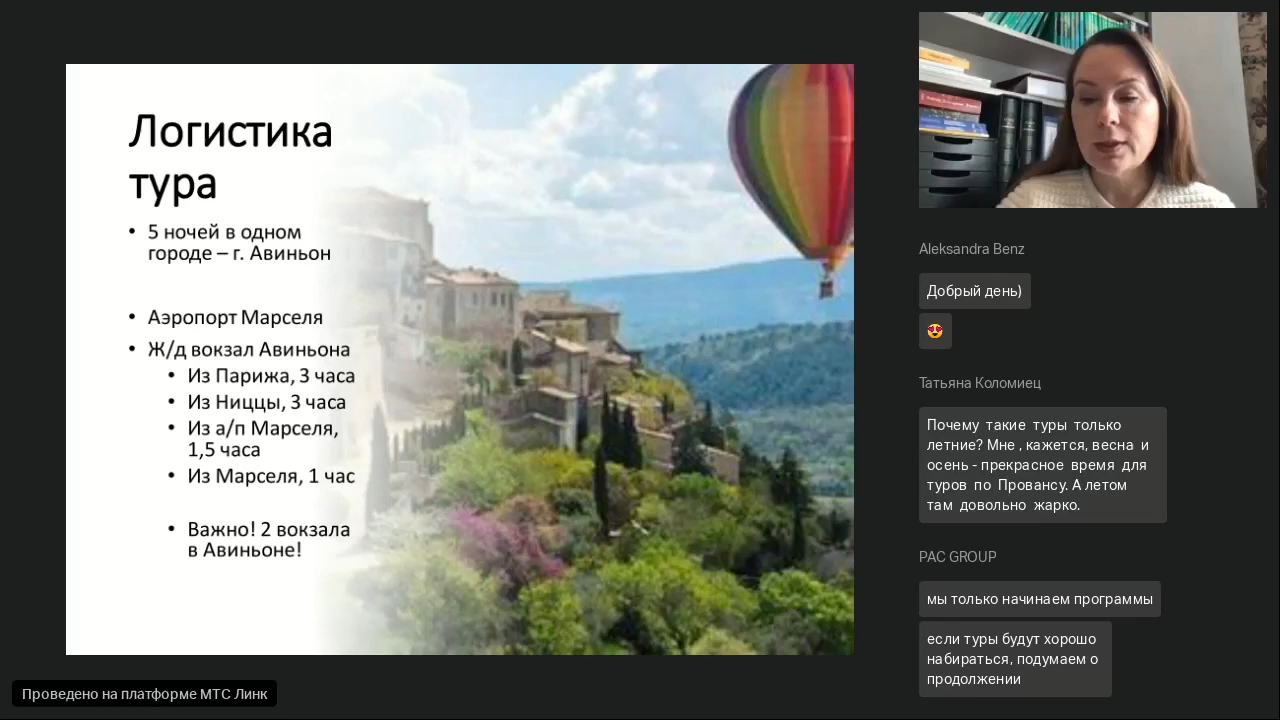 Логистика
тура
• 5 ночей в одном
городе – г. Авиньон
• Аэропорт Марселя
• Ж/д вокзал Авиньона
• Из Парижа, 3 часа
• Из Ниццы, 3 часа
• Из а/п Марселя,
1,5 часа
• Из Марселя, 1 час
• Важно! 2 вокзала
в Авиньоне!
Aleksandra Benz
Добрый день)
😍
Татьяна Коломиец
Почему такие туры только
летние? Мне , кажется, весна и
осень - прекрасное время для
туров по Провансу. А летом
там довольно жарко.
PAC GROUP
мы только начинаем программы
если туры будут хорошо
набираться, подумаем о
продолжении
Проведено на платформе МТС Линк